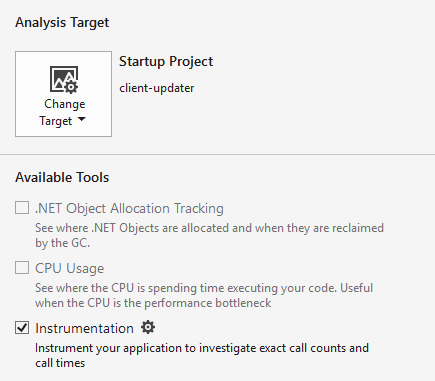 Analysis Target
Change
Target
Startup Project
client-updater
Available Tools
.NET Object Allocation Tracking
See where .NET Objects are allocated and when they are reclaimed
by the GC.
CPU Usage
See where the CPU is spending time executing your code. Useful
when the CPU is the performance bottleneck
Instrumentation
Instrument your application to investigate exact call counts and
call times